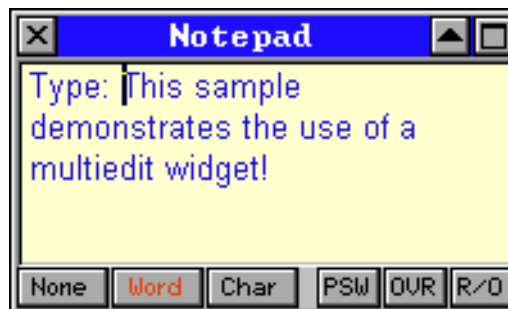 Notepad
Type: This sample
demonstrates the use of a
multiedit widget!
None Word Char PSW OVR R/O